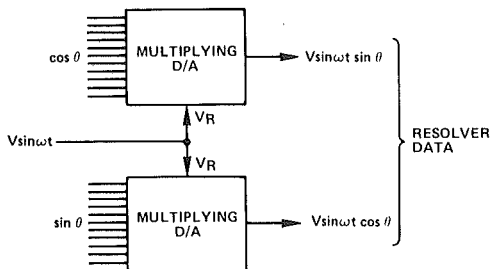 cos θ
MULTIPLYING
D/A
Vsinωt sin θ
V_R
Vsinωt
V_R
RESOLVER
DATA
sin θ
MULTIPLYING
D/A
Vsinωt cos θ